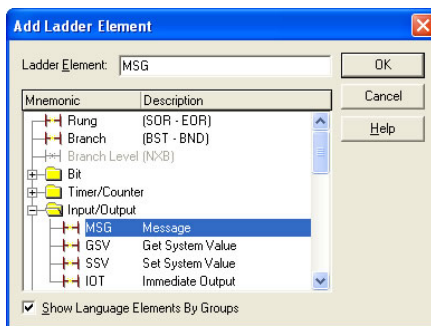 Add Ladder Element
Ladder Element: MSG
OK
Cancel
Help
Mnemonic Description
Rung (SOR - EOR)
Branch (BST - BND)
Branch Level (NXB)
Bit
Timer/Counter
Input/Output
MSG Message
GSV Get System Value
SSV Set System Value
IOT Immediate Output
Show Language Elements By Groups